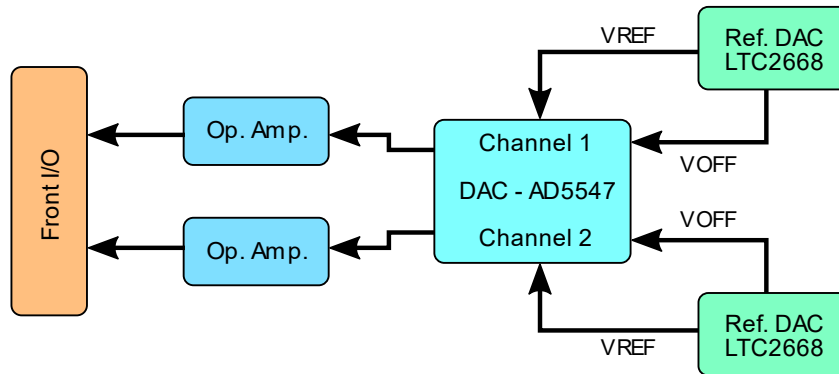 VREF
Ref. DAC
LTC2668
Op. Amp.
Channel 1
DAC - AD5547
Channel 2
VOFF
Front I/O
VOFF
Op. Amp.
VREF
Ref. DAC
LTC2668